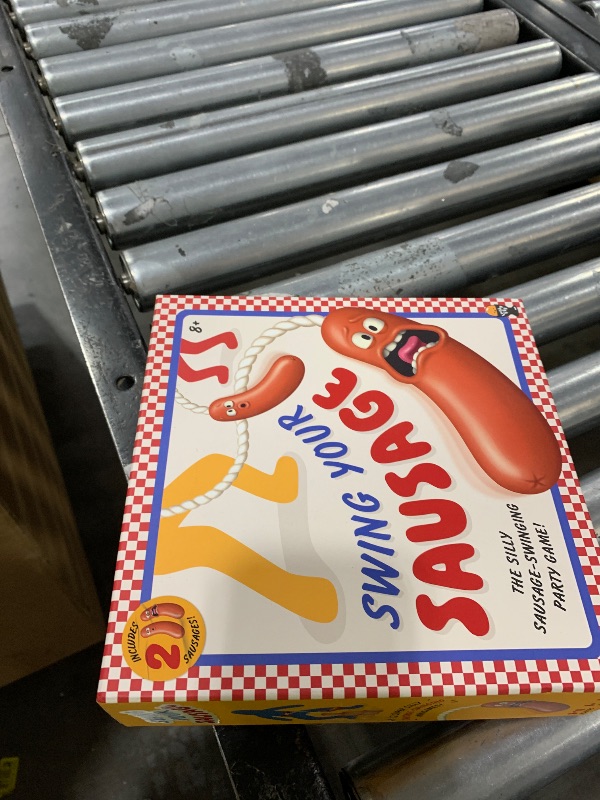 8+
SWING YOUR
SAUSAGE
THE SILLY
SAUSAGE-SWINGING
PARTY GAME!
INCLUDES
2
SAUSAGES!